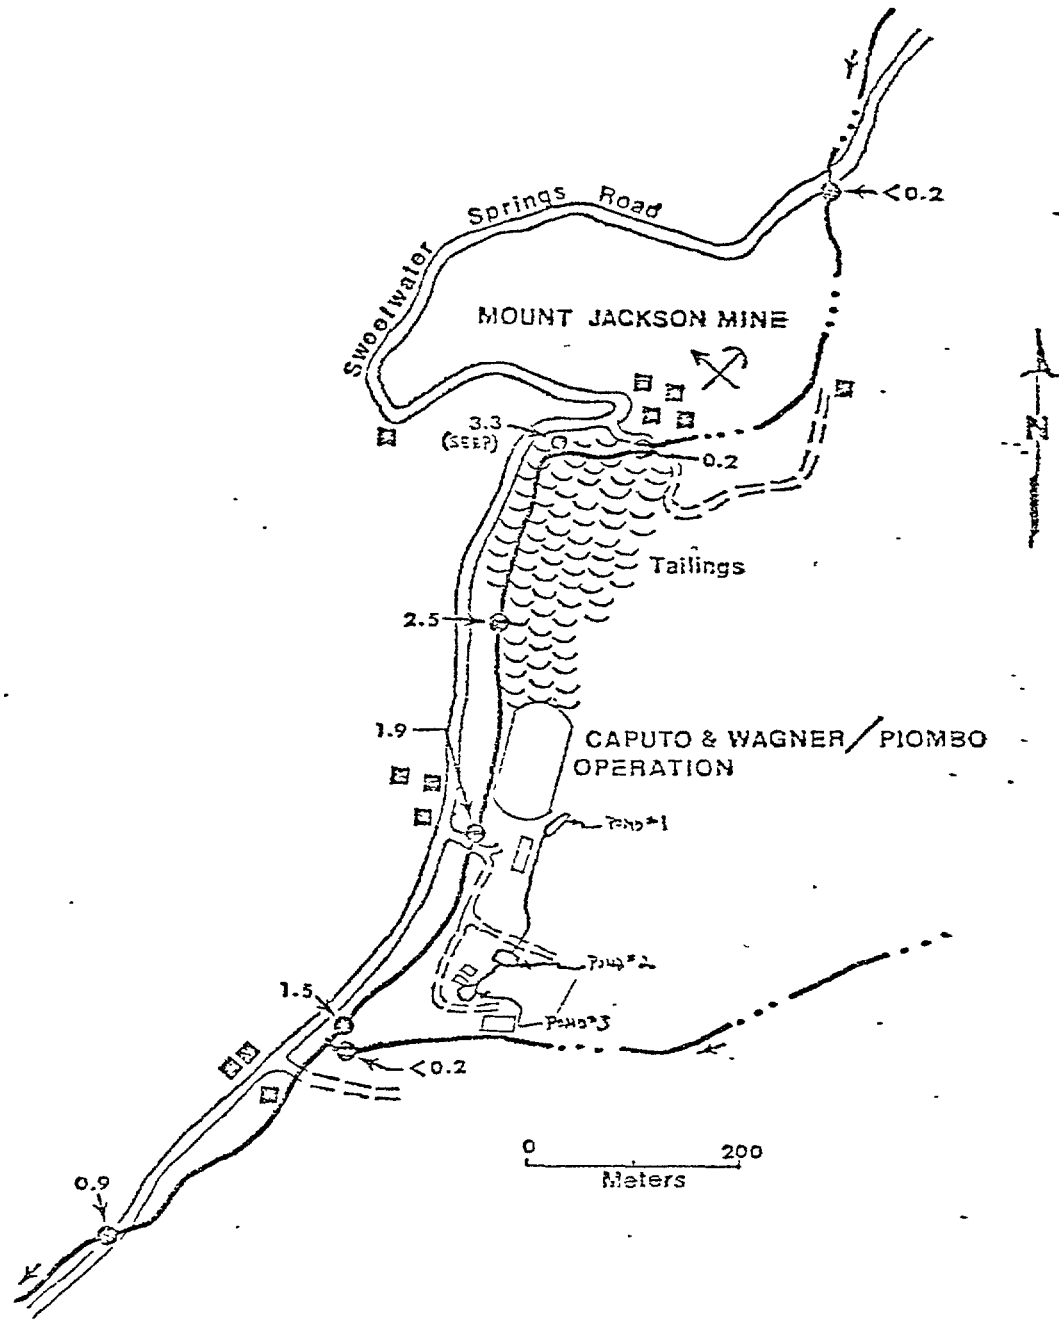 <0.2
Sweetwater Springs Road
MOUNT JACKSON MINE
3.3
(SEEP)
0.2
N
Tailings
2.5
1.9
CAPUTO & WAGNER/PIOMBO
OPERATION
POND #1
POND #2
POND #3
1.5
<0.2
0 200
Meters
0.9